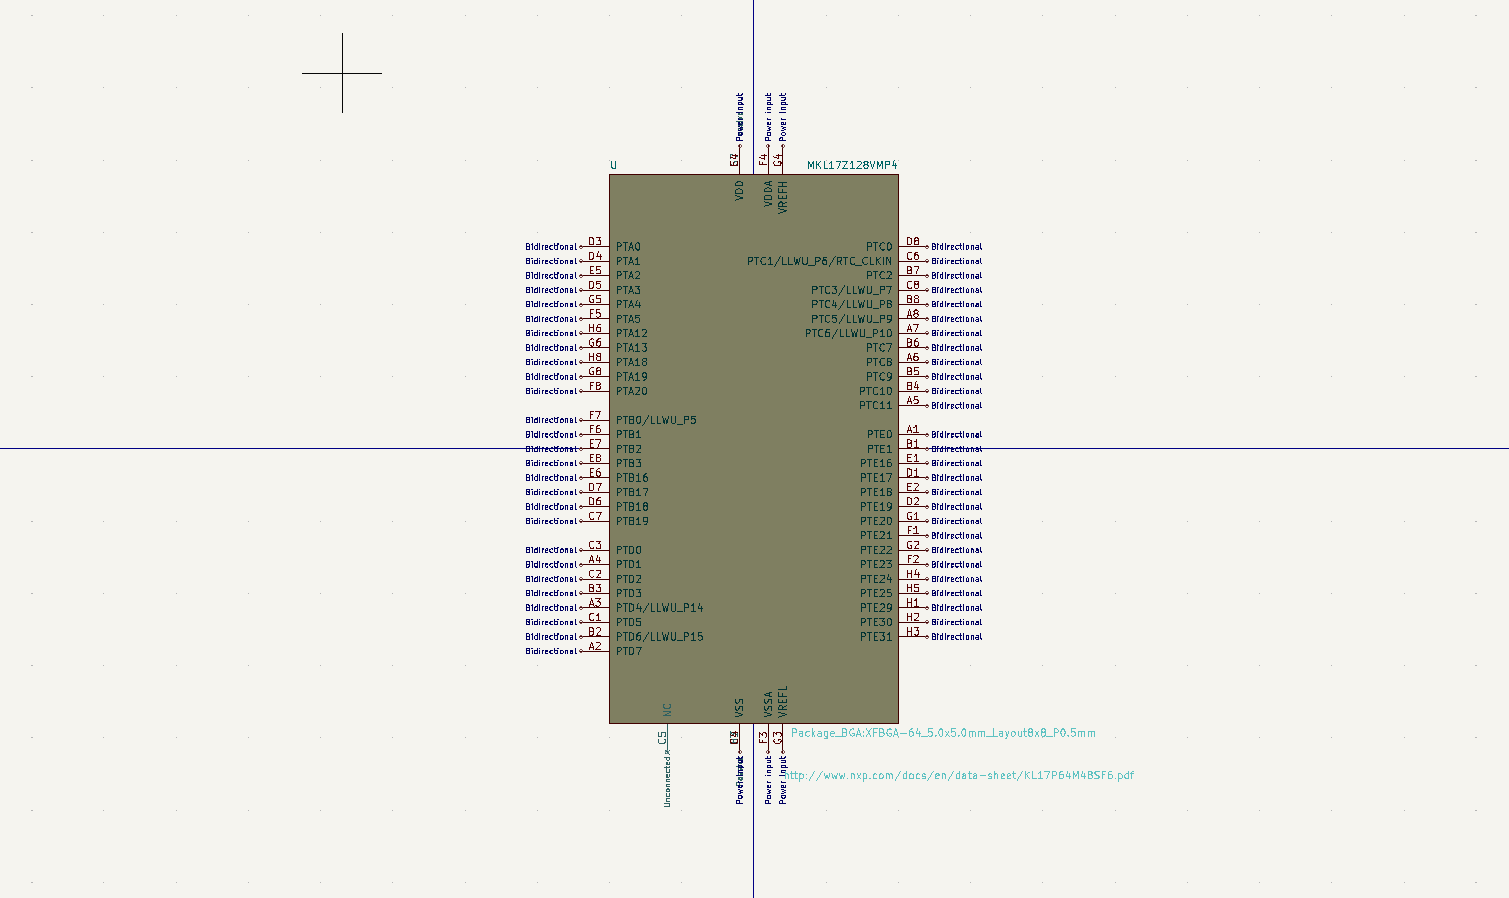 Power input
Power Input
F4
G4
U
MKL17Z128VMP4
VDD
VDDA
VREFH
Bidirectional D3 PTA0
Bidirectional D4 PTA1
Bidirectional E5 PTA2
Bidirectional D5 PTA3
Bidirectional G5 PTA4
Bidirectional F5 PTA5
Bidirectional H6 PTA12
Bidirectional G6 PTA13
Bidirectional H8 PTA18
Bidirectional G8 PTA19
Bidirectional F8 PTA20
Bidirectional F7 PTB0/LLWU_P5
Bidirectional F6 PTB1
Bidirectional E7 PTB2
Bidirectional E8 PTB3
Bidirectional E6 PTB16
Bidirectional D7 PTB17
Bidirectional D6 PTB18
Bidirectional C7 PTB19
Bidirectional C3 PTD0
Bidirectional A4 PTD1
Bidirectional C2 PTD2
Bidirectional B3 PTD3
Bidirectional A3 PTD4/LLWU_P14
Bidirectional C1 PTD5
Bidirectional B2 PTD6/LLWU_P15
Bidirectional A2 PTD7
PTC0 D8 Bidirectional
PTC1/LLWU_P6/RTC_CLKIN C6 Bidirectional
PTC2 B7 Bidirectional
PTC3/LLWU_P7 C8 Bidirectional
PTC4/LLWU_P8 B8 Bidirectional
PTC5/LLWU_P9 A8 Bidirectional
PTC6/LLWU_P10 A7 Bidirectional
PTC7 B6 Bidirectional
PTC8 A6 Bidirectional
PTC9 B5 Bidirectional
PTC10 B4 Bidirectional
PTC11 A5 Bidirectional
PTE0 A1 Bidirectional
PTE1 B1 Bidirectional
PTE16 E1 Bidirectional
PTE17 D1 Bidirectional
PTE18 E2 Bidirectional
PTE19 D2 Bidirectional
PTE20 G1 Bidirectional
PTE21 F1 Bidirectional
PTE22 G2 Bidirectional
PTE23 F2 Bidirectional
PTE24 H4 Bidirectional
PTE25 H5 Bidirectional
PTE29 H1 Bidirectional
PTE30 H2 Bidirectional
PTE31 H3 Bidirectional
NC
VSS
VSSA
VREFL
C5
F3
G3
Unconnected
Power input
Power Input
Package_BGA:XFBGA-64_5.0x5.0mm_Layout8x8_P0.5mm
http://www.nxp.com/docs/en/data-sheet/KL17P64M48SF6.pdf